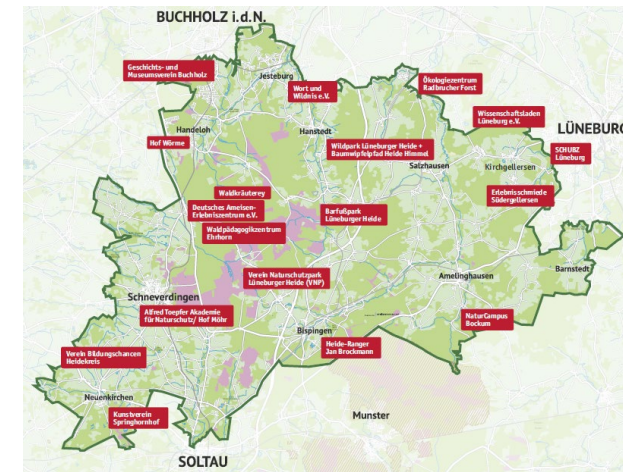 BUCHHOLZ i.d.N.
Geschichts- und
Museumsverein Buchholz
Jesteburg
Wort und
Wildnis e.V.
Ökologiezentrum
Radbrucher Forst
Wissenschaftsladen
Lüneburg e.V.
LÜNEBURG
Handeloh
Hanstedt
Hof Wörme
Wildpark Lüneburger Heide +
Baumwipfelpfad Heide Himmel
Salzhausen
Kirchgellersen
SCHUBZ
Lüneburg
Waldkräuterey
Deutsches Ameisen-
Erlebniszentrum e.V.
Waldpädagogikzentrum
Ehrhorn
Barfußpark
Lüneburger Heide
Erlebnisschmiede
Südergellersen
Verein Naturschutzpark
Lüneburger Heide (VNP)
Amelinghausen
Barnstedt
Schneverdingen
Alfred Toepfer Akademie
für Naturschutz/ Hof Möhr
Bispingen
NaturCampus
Bockum
Verein Bildungschancen
Heidekreis
Heide-Ranger
Jan Brockmann
Neuenkirchen
Kunstverein
Springhornhof
Munster
SOLTAU